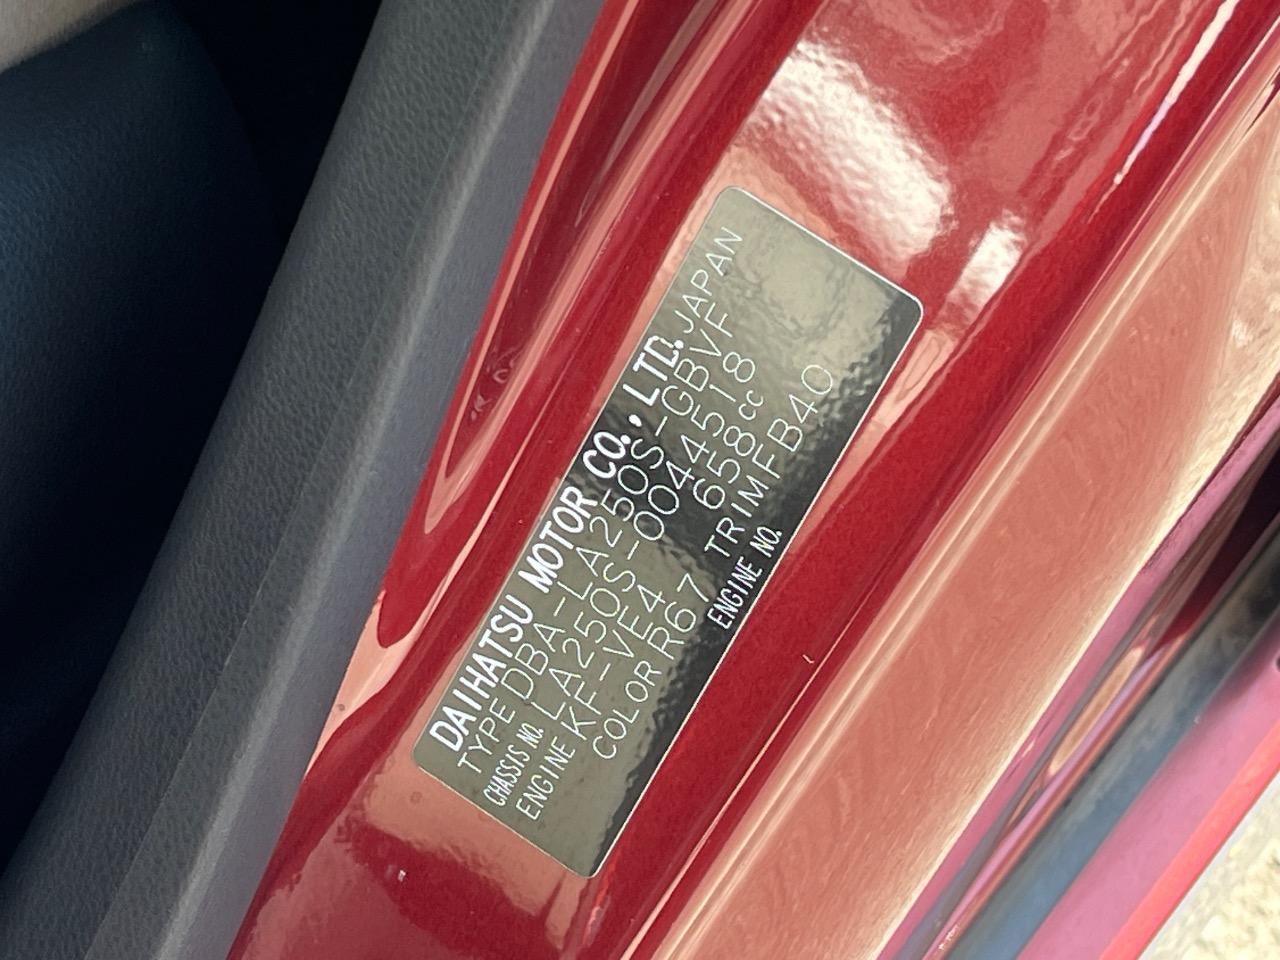 DAIHATSU MOTOR CO., LTD. JAPAN
TYPE DBA-LA250S-GBVF
CHASSIS NO. LA250S-0044518
ENGINE KF-VE4 658cc
COLOR R67 TRIM FB40
ENGINE NO.